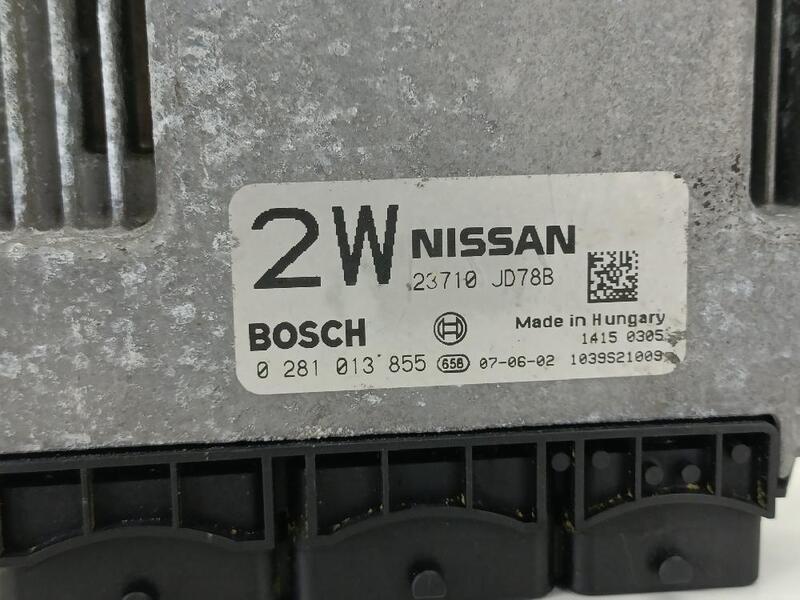 2W NISSAN
23710 JD78B
BOSCH
Made in Hungary
1415 0305
0 281 013 855 658 07-06-02 1039S21009